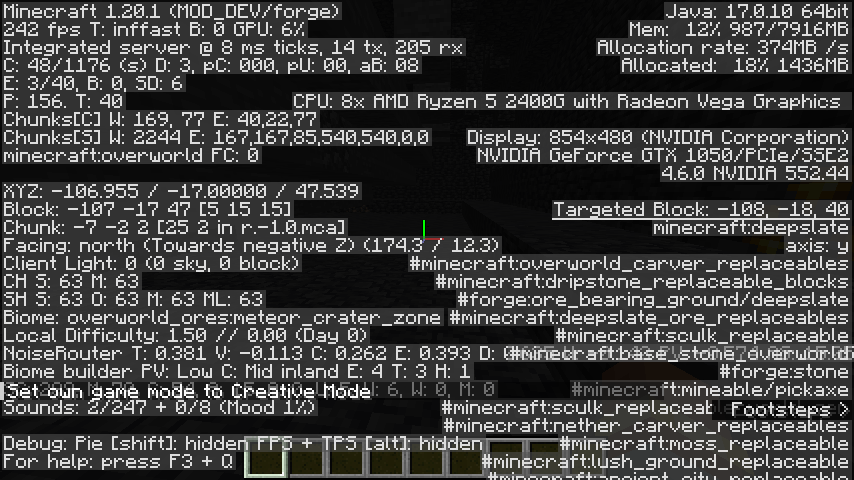 Minecraft 1.20.1 (MOD_DEV/forge)
242 fps T: inffast B: 0 GPU: 6%
Integrated server @ 8 ms ticks, 14 tx, 205 rx
C: 48/1176 (s) D: 3, pC: 000, pU: 00, aB: 08
E: 3/40, B: 0, SD: 6
P: 156. T: 40
Chunks[C] W: 169, 77 E: 40,22,77
Chunks[S] W: 2244 E: 167,167,85,540,540,0,0
minecraft:overworld FC: 0
XYZ: -106.955 / -17.00000 / 47.539
Block: -107 -17 47 [5 15 15]
Chunk: -7 -2 2 [25 2 in r.-1.0.mca]
Facing: north (Towards negative Z) (174.3 / 12.3)
Client Light: 0 (0 sky, 0 block)
CH S: 63 M: 63
SH S: 63 O: 63 M: 63 ML: 63
Biome: overworld_ores:meteor_crater_zone
Local Difficulty: 1.50 // 0.00 (Day 0)
NoiseRouter T: 0.381 V: -0.113 C: 0.262 E: 0.393 D:
Biome builder PV: Low C: Mid inland E: 4 T: 3 H: 1
Set own game mode to Creative Mode
W: 6, W: 0, M: 0
Sounds: 2/247 + 0/8 (Mood 1%)
Debug: Pie [shift]: hidden FPS + TPS [alt]: hidden
For help: press F3 + Q
Java: 17.0.10 64bit
Mem: 12% 987/7916MB
Allocation rate: 374MB /s
Allocated: 18% 1436MB
CPU: 8x AMD Ryzen 5 2400G with Radeon Vega Graphics
Display: 854x480 (NVIDIA Corporation)
NVIDIA GeForce GTX 1050/PCIe/SSE2
4.6.0 NVIDIA 552.44
Targeted Block: -108, -18, 40
minecraft:deepslate
axis: y
#minecraft:overworld_carver_replaceables
#minecraft:dripstone_replaceable_blocks
#forge:ore_bearing_ground/deepslate
#minecraft:deepslate_ore_replaceables
#minecraft:sculk_replaceable
#minecraft:base_stone_overworld
#forge:stone
#minecraft:mineable/pickaxe
#minecraft:sculk_replaceab
Footsteps >
#minecraft:nether_carver_replaceables
#minecraft:moss_replaceable
#minecraft:lush_ground_replaceable